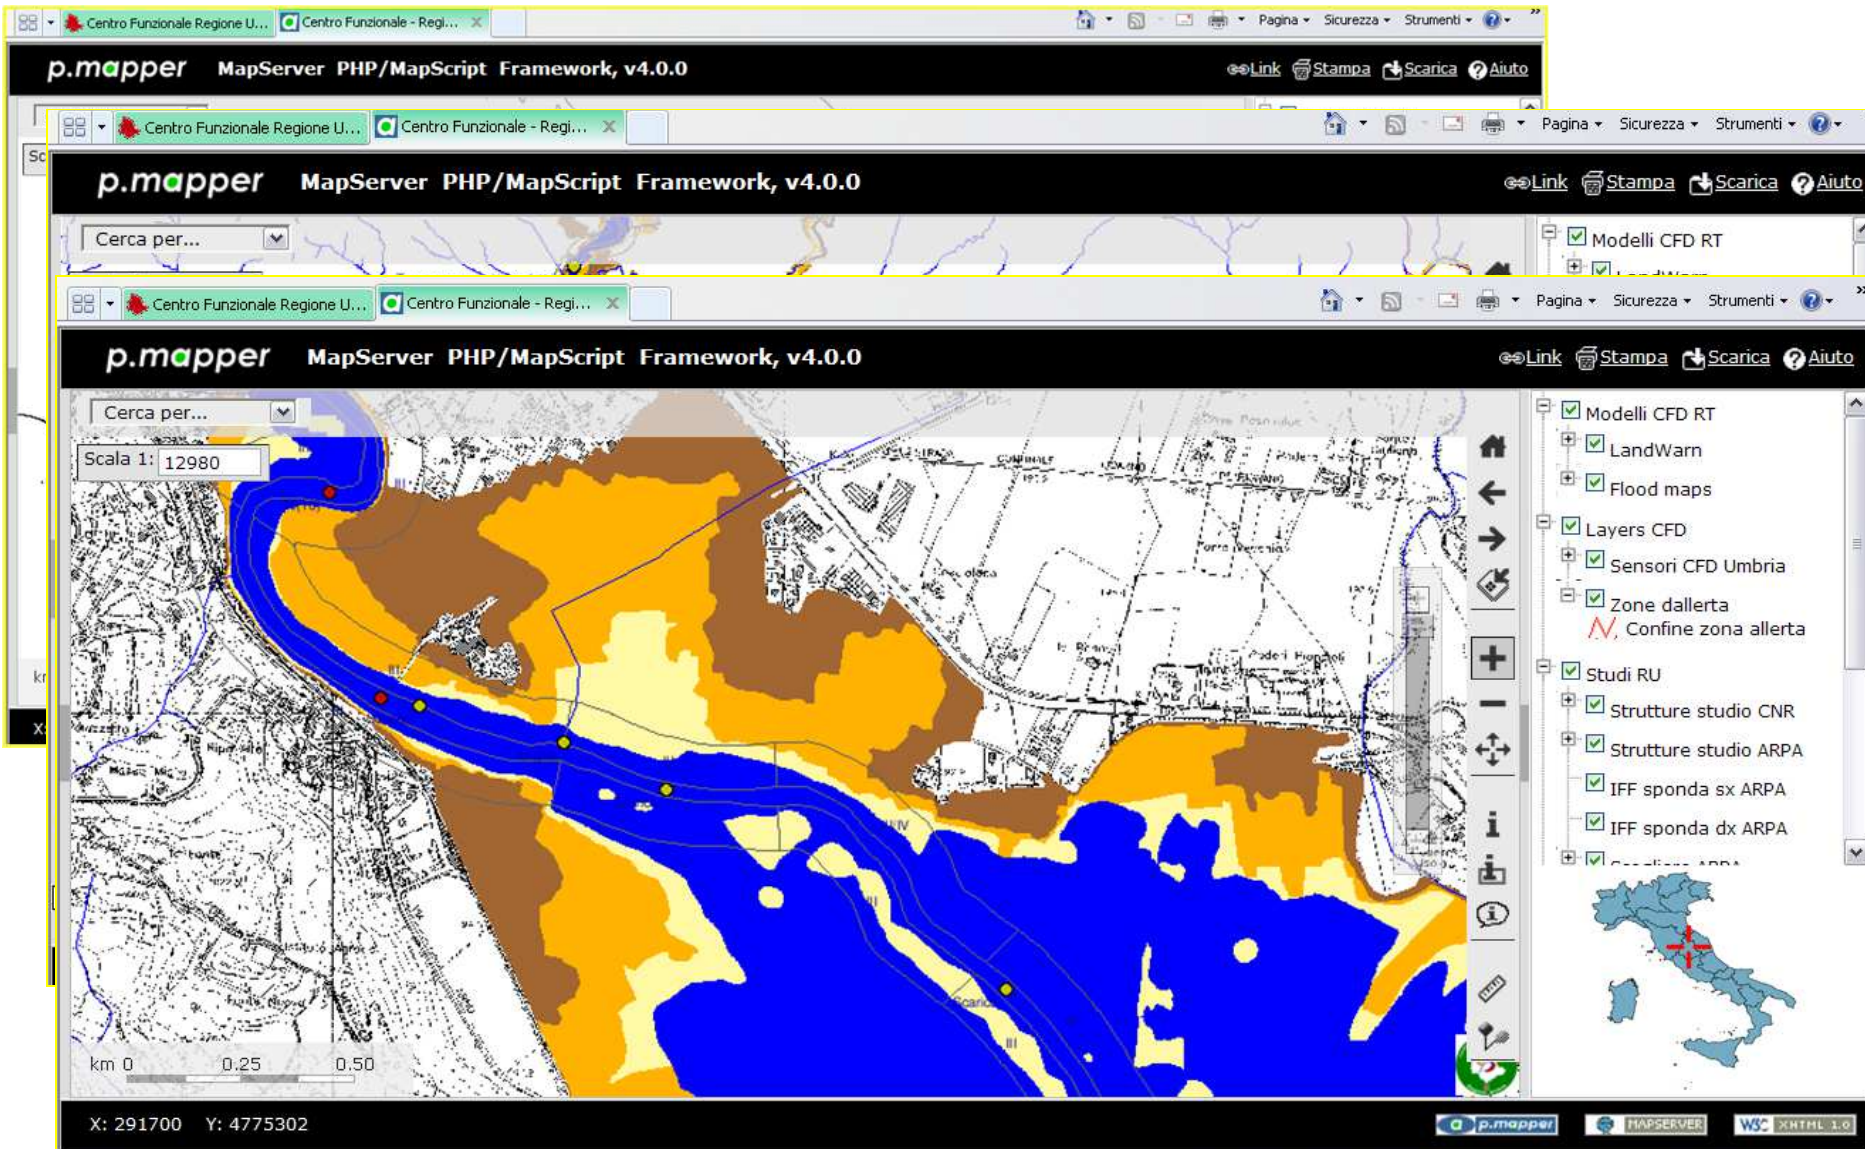 Centro Funzionale Regione U... Centro Funzionale - Regi... Pagina Sicurezza Strumenti »
p.mapper MapServer PHP/MapScript Framework, v4.0.0 Link Stampa Scarica Aiuto
Centro Funzionale Regione U... Centro Funzionale - Regi... Pagina Sicurezza Strumenti
p.mapper MapServer PHP/MapScript Framework, v4.0.0 Link Stampa Scarica Aiuto
Cerca per...
Modelli CFD RT
LandWarn
Centro Funzionale Regione U... Centro Funzionale - Regi... Pagina Sicurezza Strumenti »
p.mapper MapServer PHP/MapScript Framework, v4.0.0 Link Stampa Scarica Aiuto
Cerca per...
Scala 1: 12980
Modelli CFD RT
LandWarn
Flood maps
Layers CFD
Sensori CFD Umbria
Zone dallerta
Confine zona allerta
Studi RU
Strutture studio CNR
Strutture studio ARPA
IFF sponda sx ARPA
IFF sponda dx ARPA
III
III
III
III
km 0 0.25 0.50
X: 291700 Y: 4775302
p.mapper MAPSERVER W3C XHTML 1.0